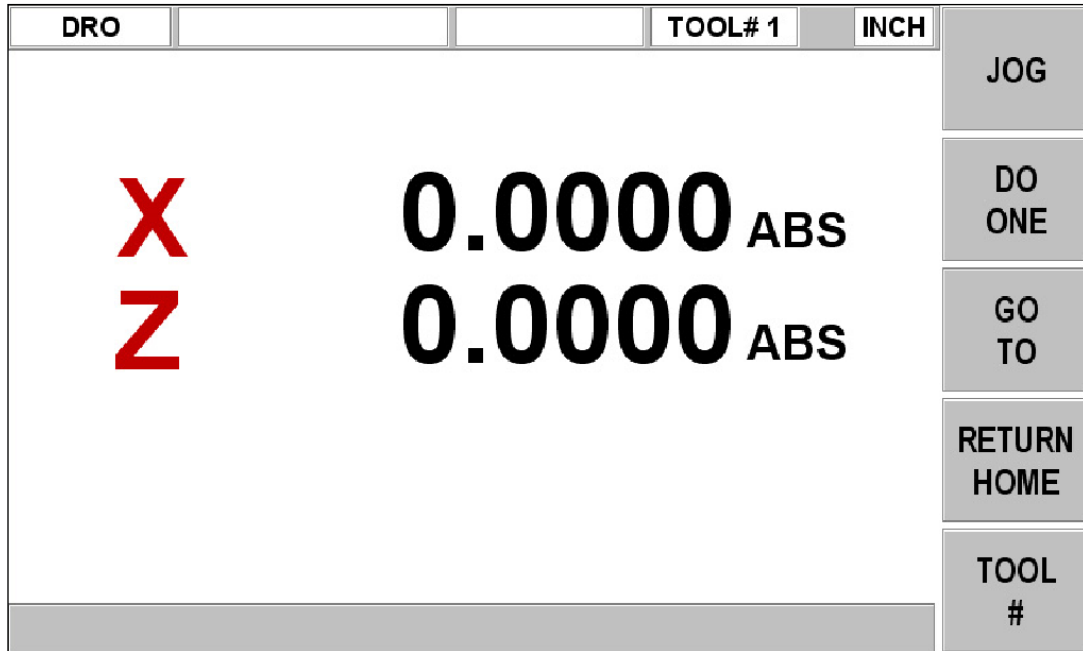 DRO TOOL# 1 INCH
X 0.0000 ABS
Z 0.0000 ABS
JOG
DO
ONE
GO
TO
RETURN
HOME
TOOL
#